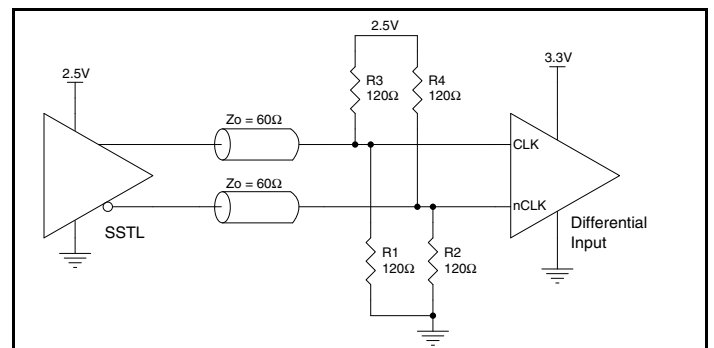 2.5V
3.3V
2.5V
R3
120Ω
R4
120Ω
Zo = 60Ω
CLK
Zo = 60Ω
nCLK
SSTL
Differential
Input
R1
120Ω
R2
120Ω